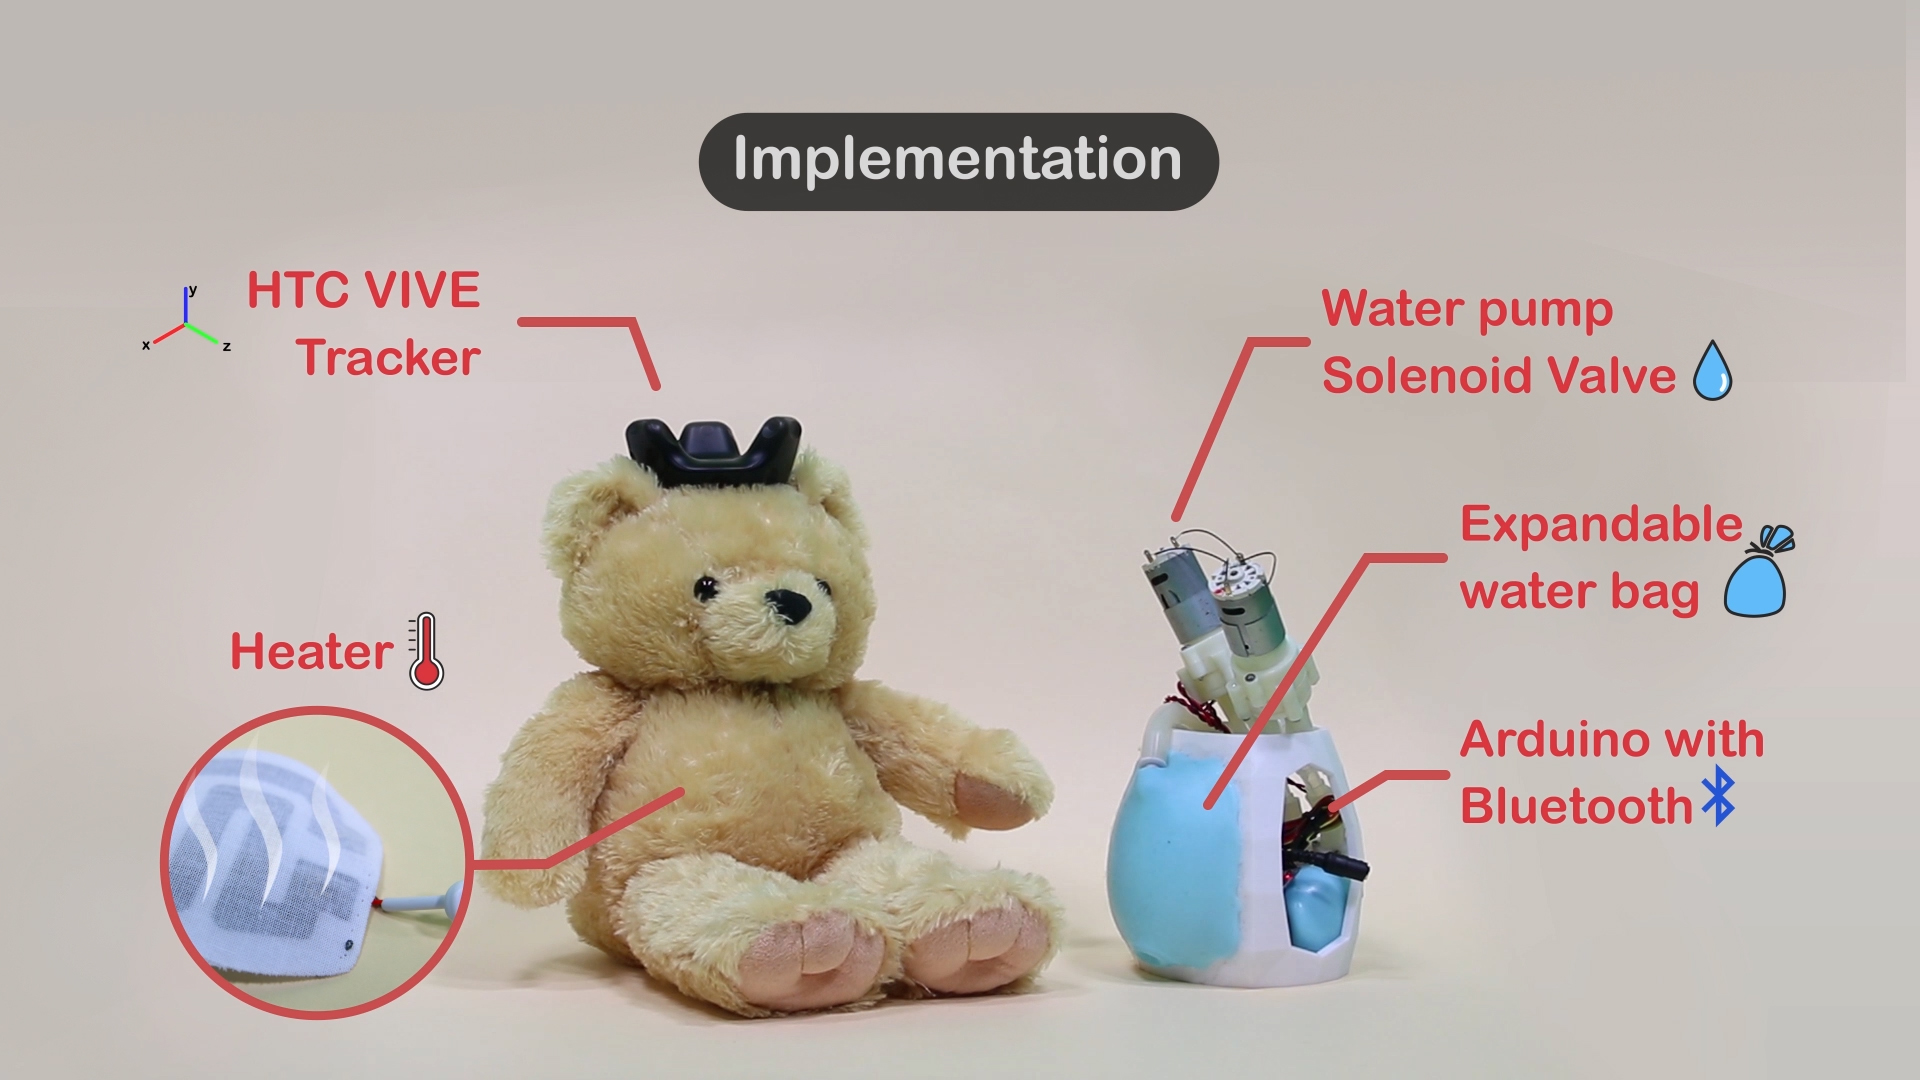 Implementation
y
x
z
HTC VIVE
Tracker
Heater
Water pump
Solenoid Valve
Expandable
water bag
Arduino with
Bluetooth